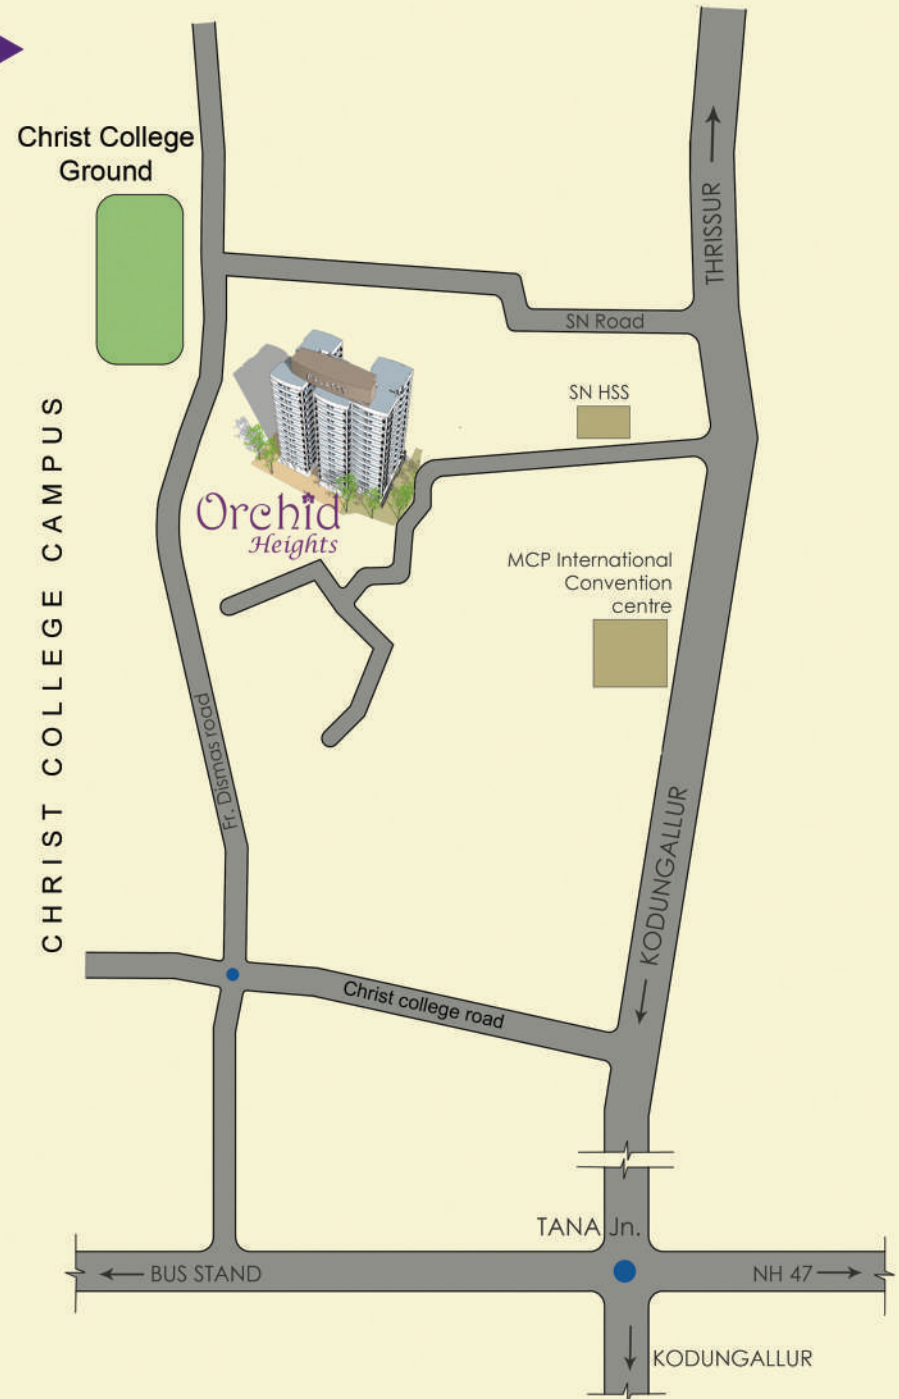 Christ College
Ground
THRISSUR
SN Road
SN HSS
Orchid
Heights
MCP International
Convention
centre
CHRIST COLLEGE CAMPUS
Fr. Dismas road
KODUNGALLUR
Christ college road
TANA Jn.
BUS STAND
NH 47
KODUNGALLUR